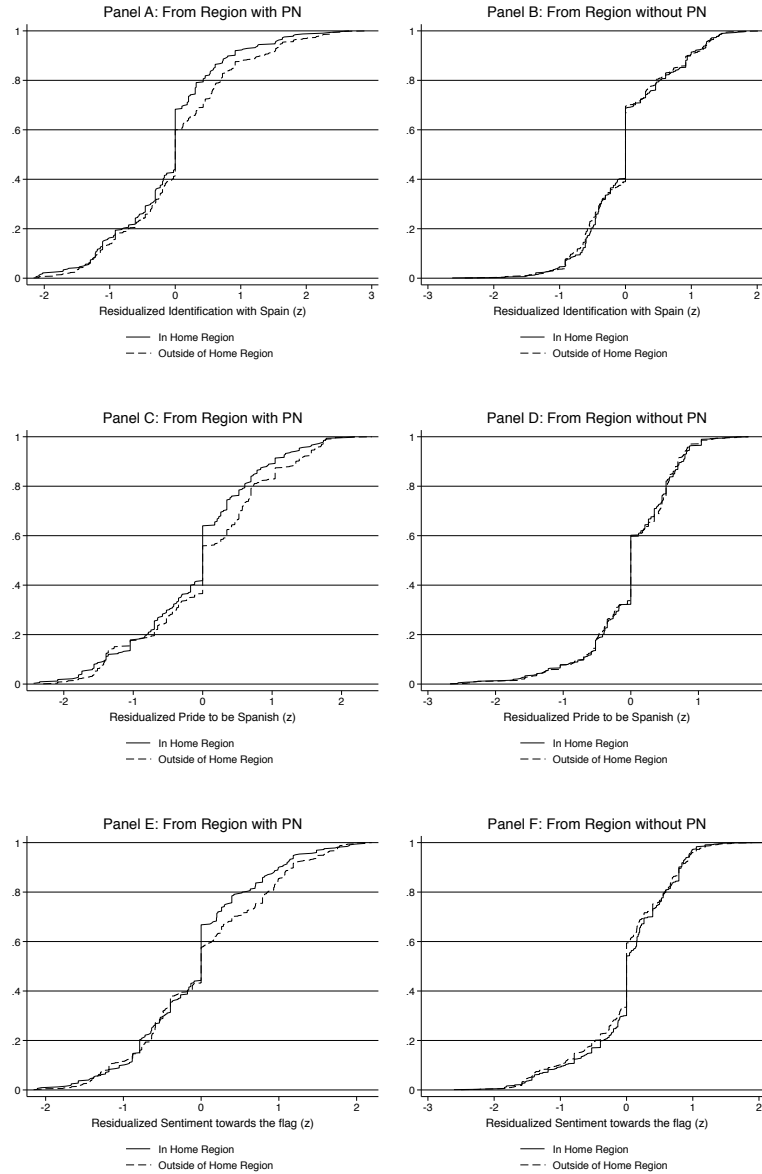 Panel A: From Region with PN
1
.8
.6
.4
.2
0
-2 -1 0 1 2 3
Residualized Identification with Spain (z)
In Home Region
Outside of Home Region
Panel B: From Region without PN
1
.8
.6
.4
.2
0
-3 -2 -1 0 1 2
Residualized Identification with Spain (z)
In Home Region
Outside of Home Region
Panel C: From Region with PN
1
.8
.6
.4
.2
0
-2 -1 0 1 2
Residualized Pride to be Spanish (z)
In Home Region
Outside of Home Region
Panel D: From Region without PN
1
.8
.6
.4
.2
0
-3 -2 -1 0 1
Residualized Pride to be Spanish (z)
In Home Region
Outside of Home Region
Panel E: From Region with PN
1
.8
.6
.4
.2
0
-2 -1 0 1 2
Residualized Sentiment towards the flag (z)
In Home Region
Outside of Home Region
Panel F: From Region without PN
1
.8
.6
.4
.2
0
-3 -2 -1 0 1 2
Residualized Sentiment towards the flag (z)
In Home Region
Outside of Home Region